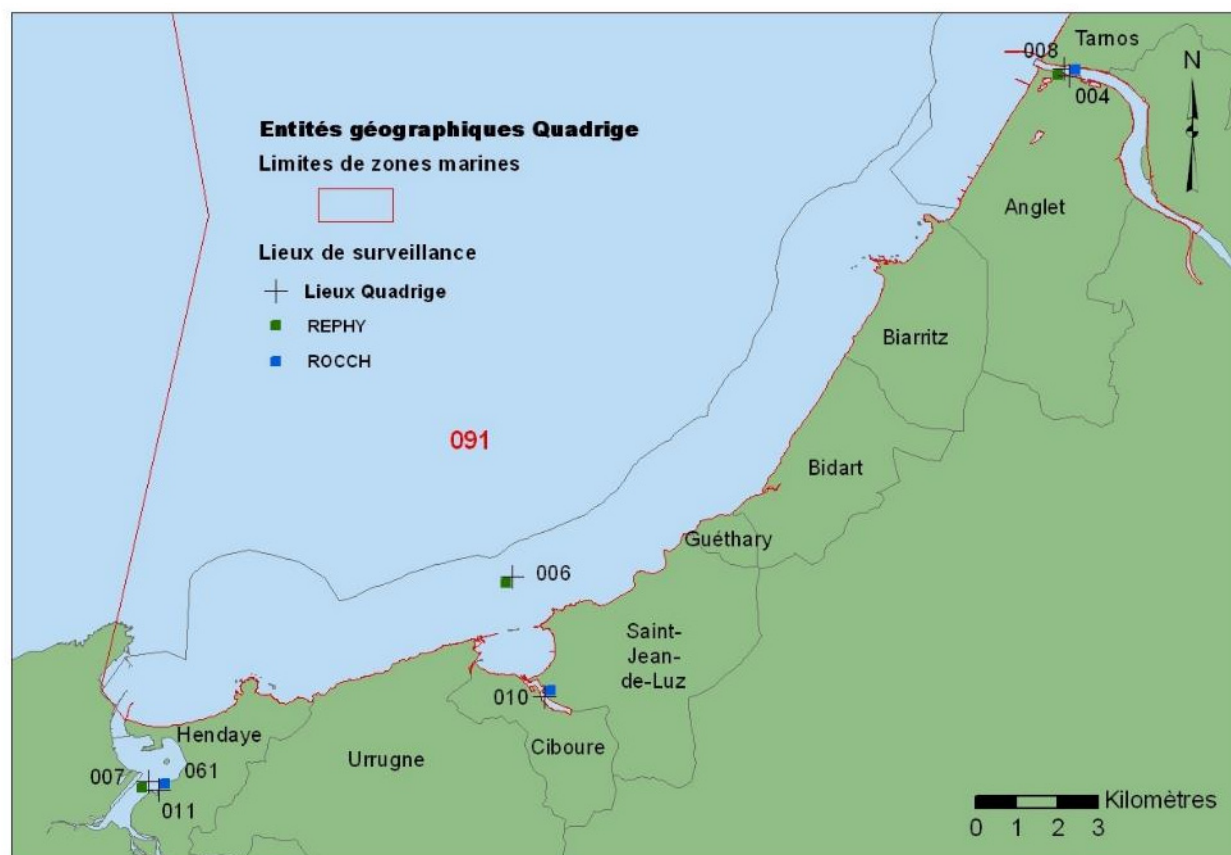 Tarnos
008
N
004
Entités géographiques Quadrige
Limites de zones marines
Anglet
Lieux de surveillance
Lieux Quadrige
REPHY
Biarritz
ROCCH
091
Bidart
Guéthary
006
Saint-
Jean-
de-Luz
010
Hendaye
Ciboure
Urrugne
007
061
011
Kilomètres
0 1 2 3